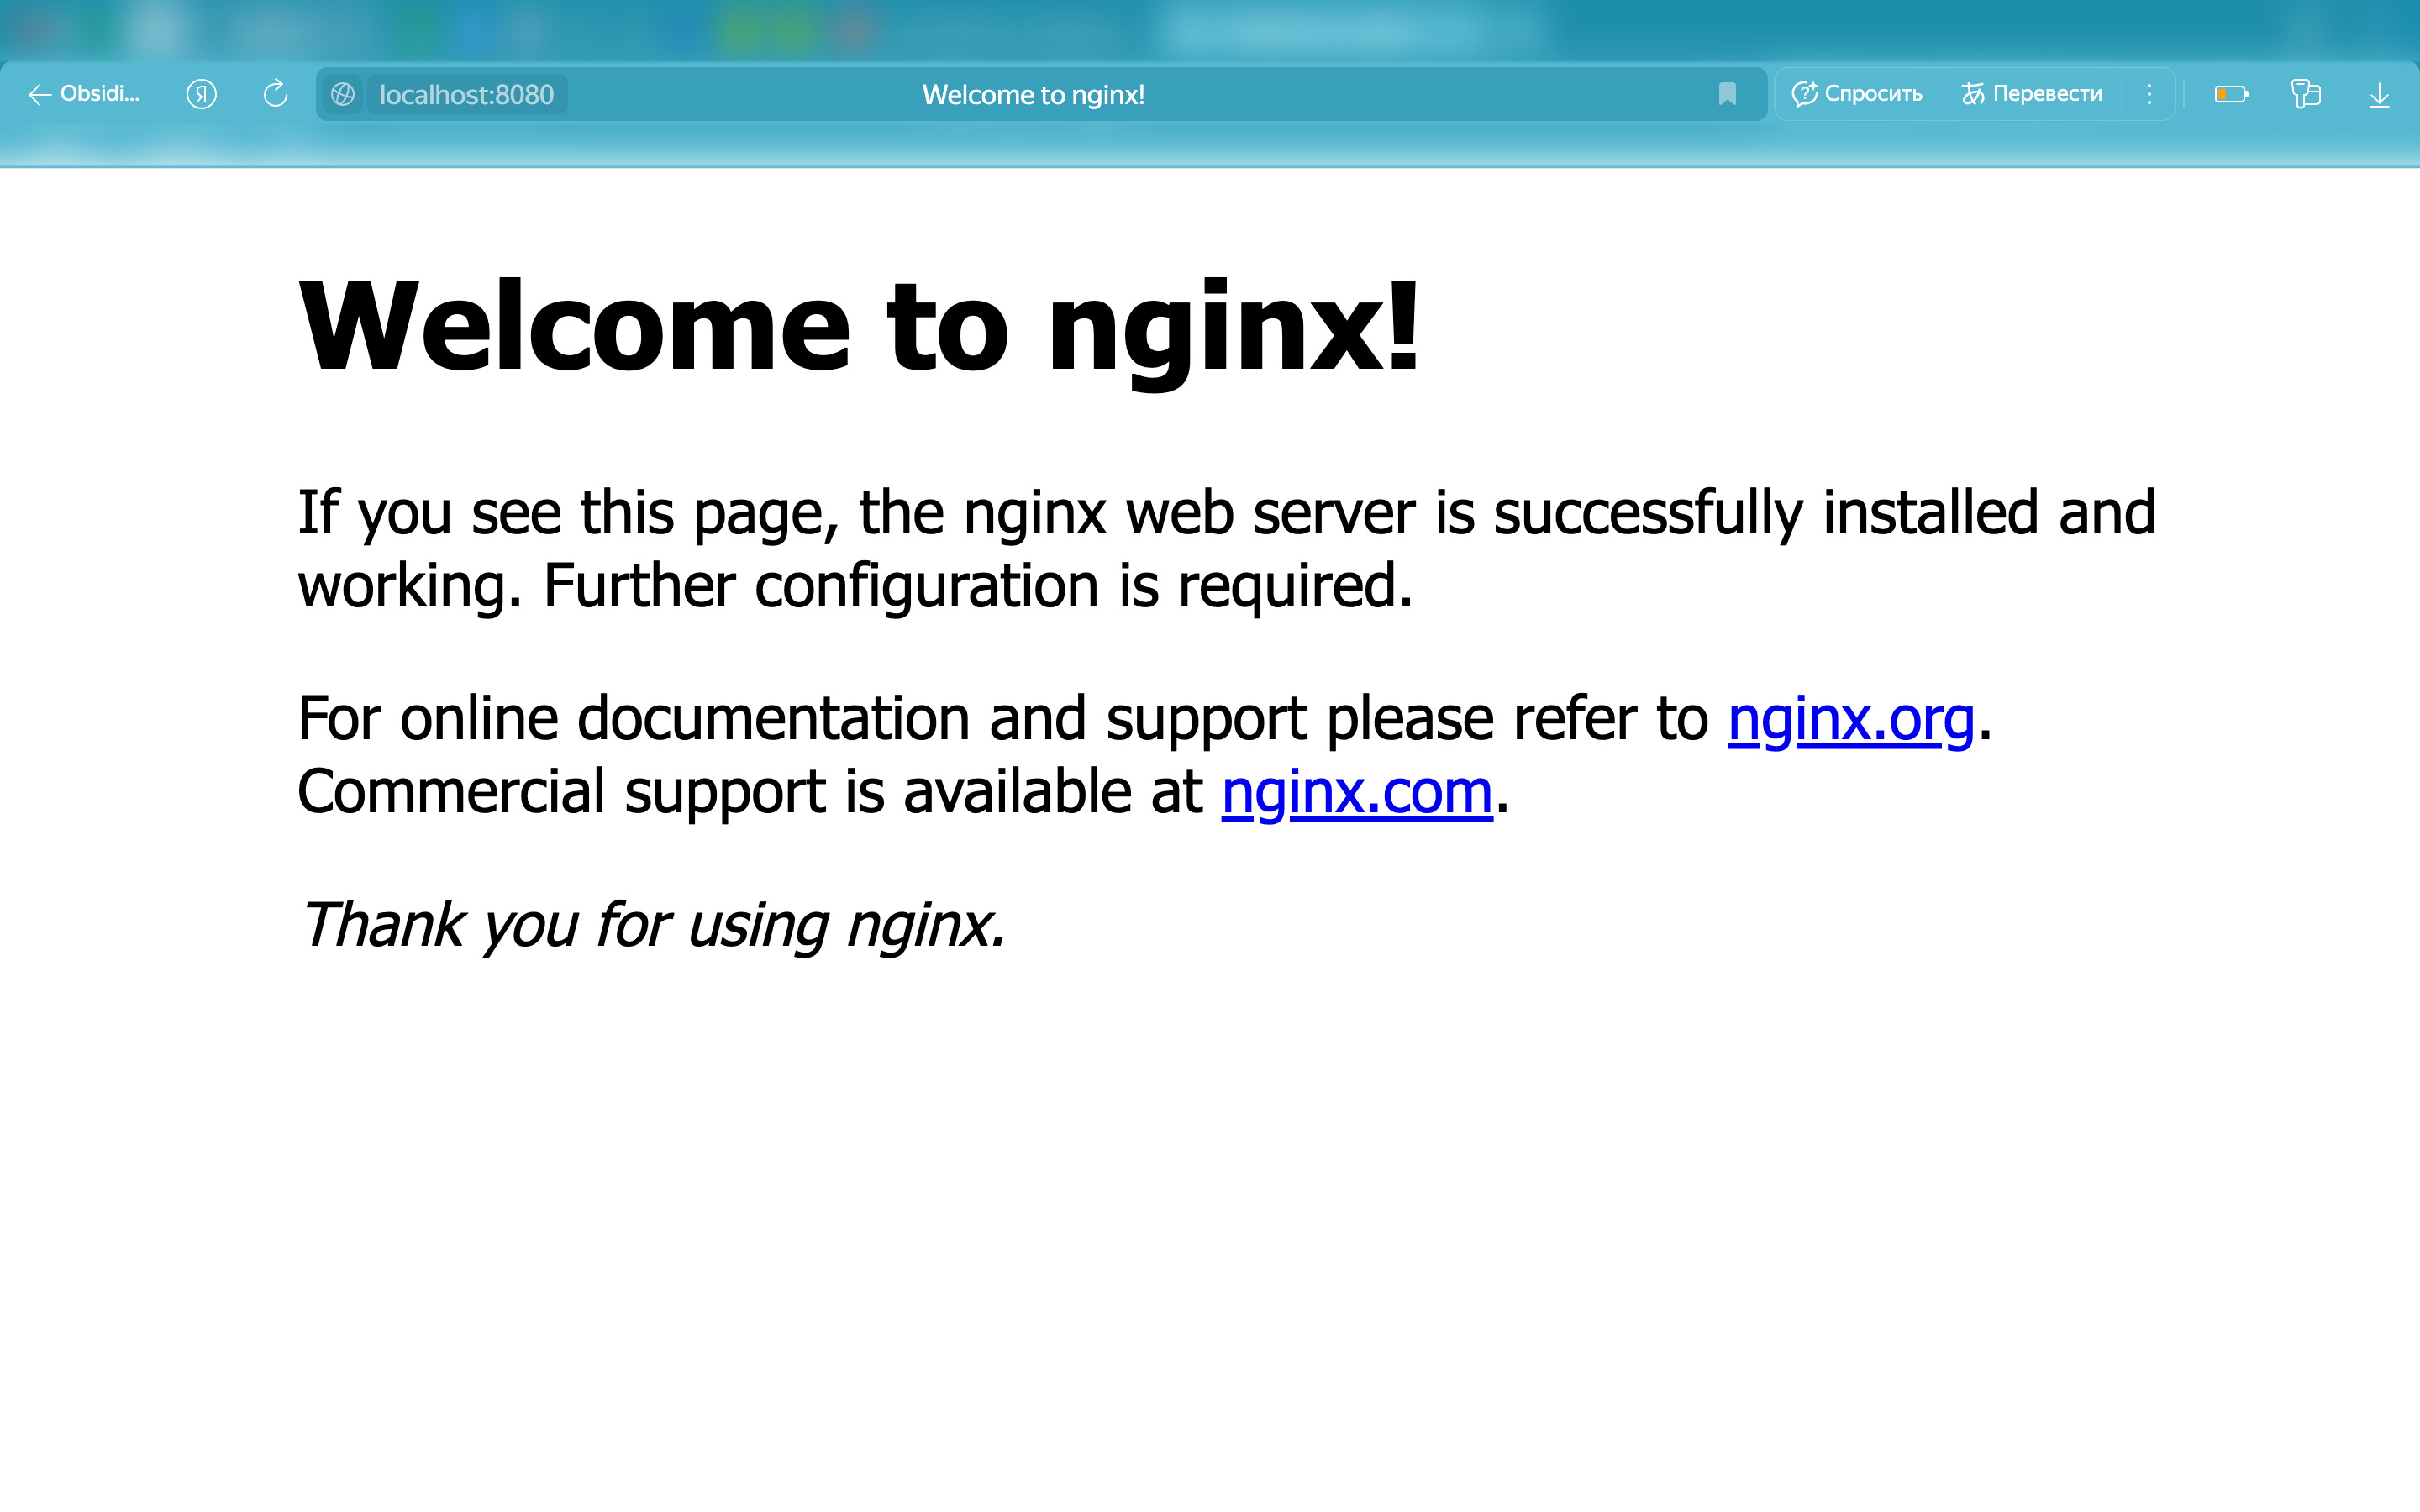 Obsidi...
Я
localhost:8080
Welcome to nginx!
Спросить
Перевести
Welcome to nginx!
If you see this page, the nginx web server is successfully installed and
working. Further configuration is required.
For online documentation and support please refer to nginx.org.
Commercial support is available at nginx.com.
Thank you for using nginx.